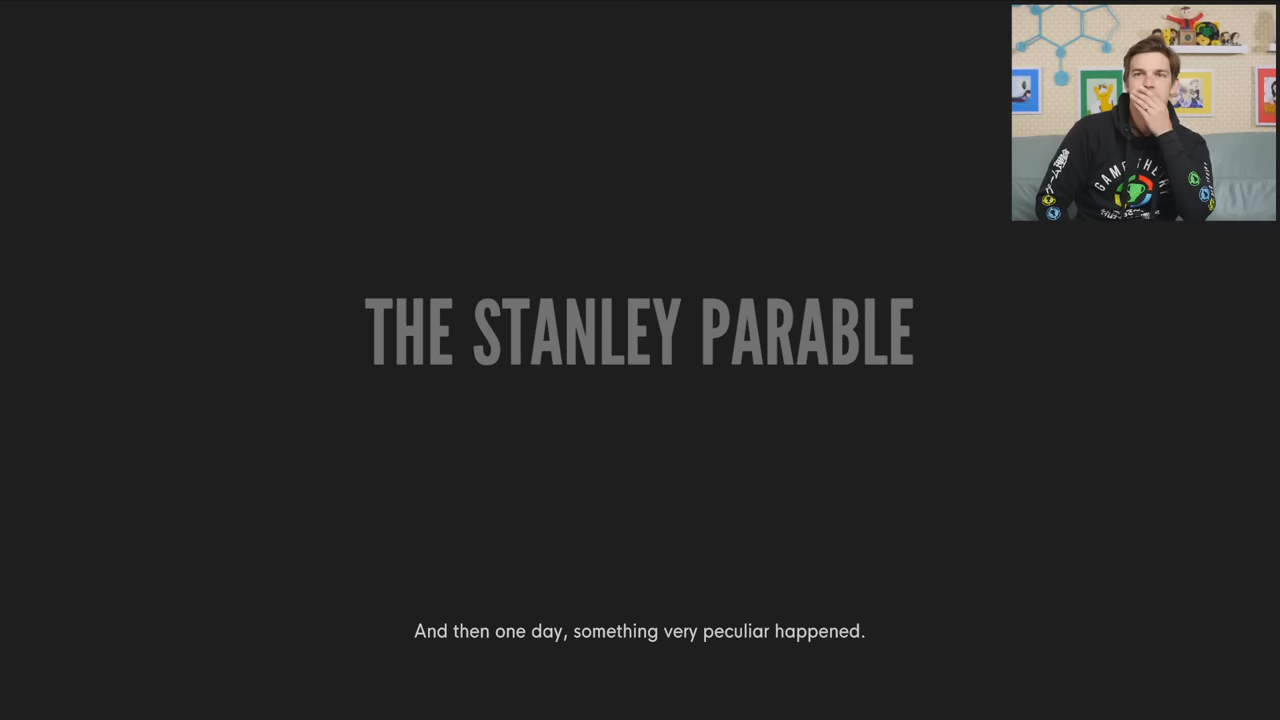 THE STANLEY PARABLE
And then one day, something very peculiar happened.